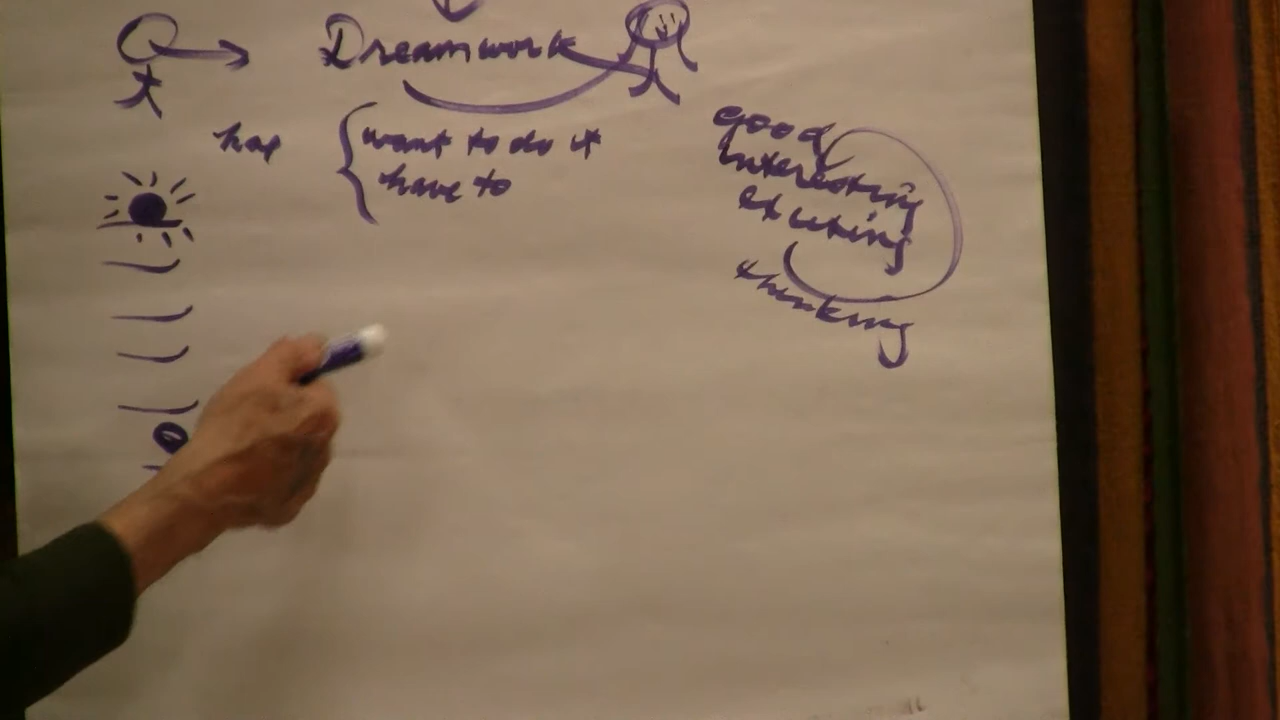 Dreamwork
want to do it
have to
good
interesting
exciting
thinking